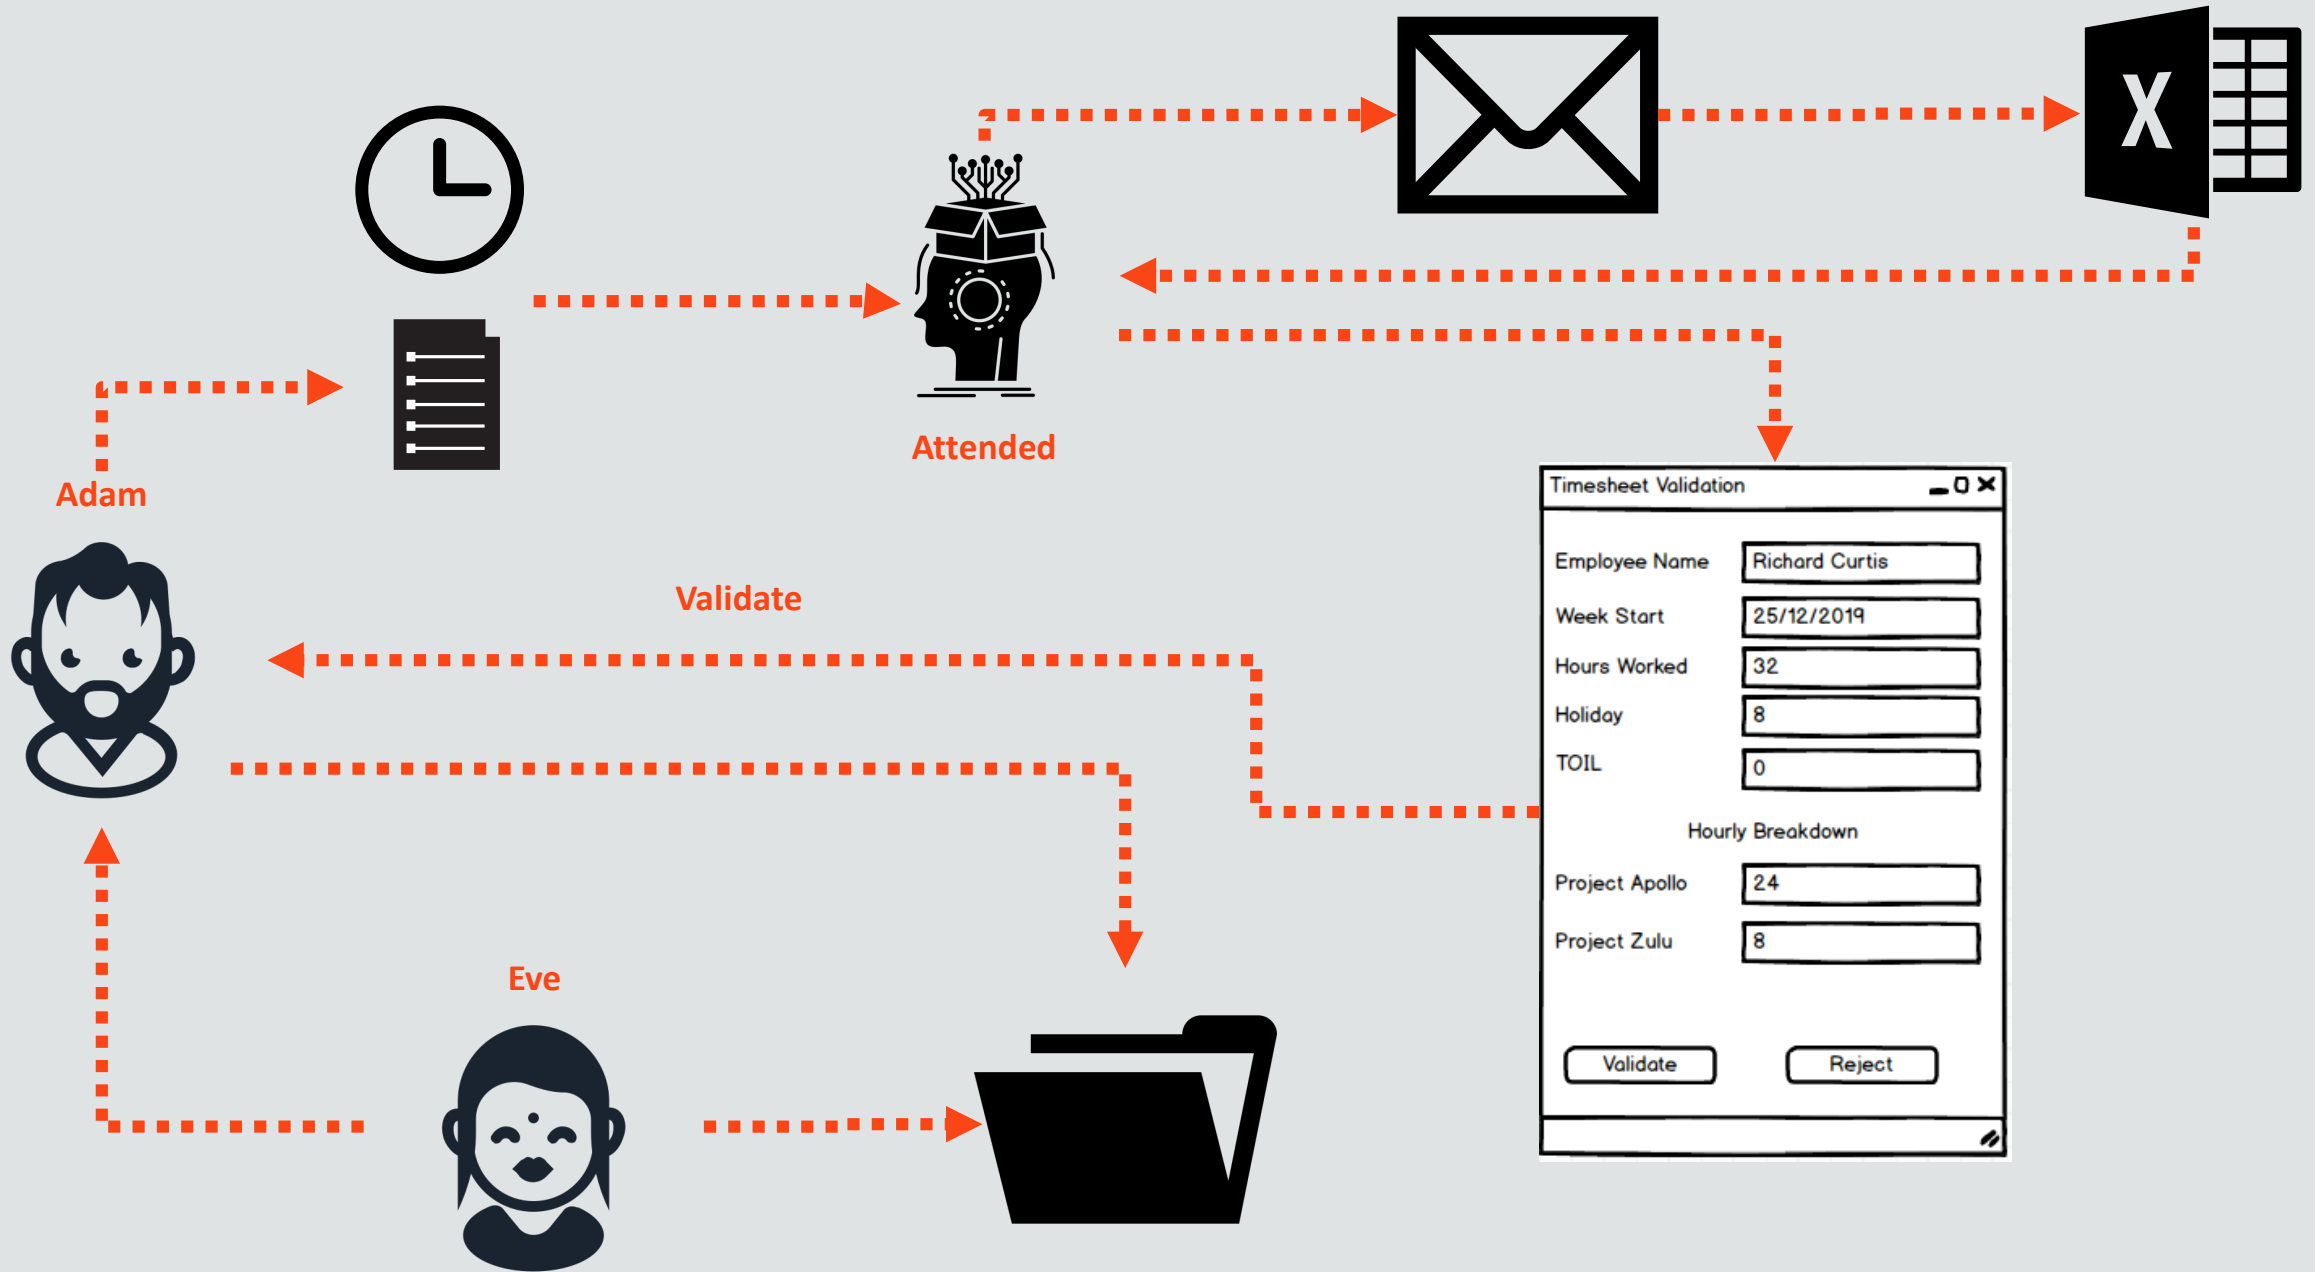 X
Attended
Adam
Timesheet Validation
Employee Name Richard Curtis
Week Start 25/12/2019
Hours Worked 32
Holiday 8
TOIL 0
Hourly Breakdown
Project Apollo 24
Project Zulu 8
Validate Reject
Validate
Eve